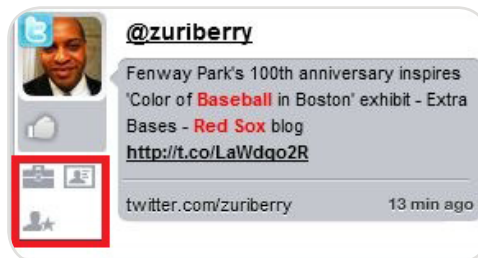 @zuriberry
Fenway Park's 100th anniversary inspires
'Color of Baseball in Boston' exhibit - Extra
Bases - Red Sox blog
http://t.co/LaWdqo2R
twitter.com/zuriberry 13 min ago